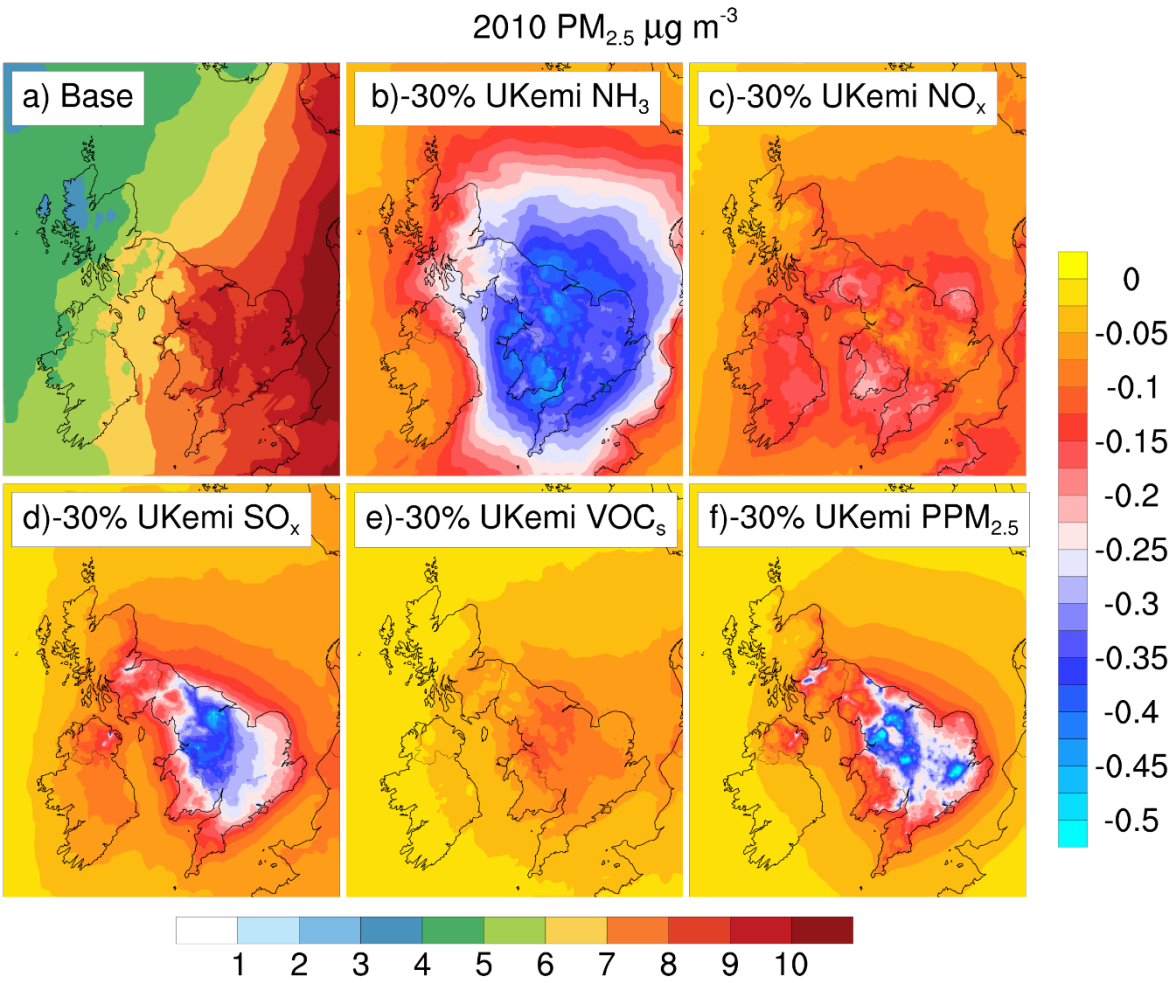 2010 PM2.5 μg m-3
a) Base
b)-30% UKemi NH3
c)-30% UKemi NOx
d)-30% UKemi SOx
e)-30% UKemi VOCs
f)-30% UKemi PPM2.5
0
-0.05
-0.1
-0.15
-0.2
-0.25
-0.3
-0.35
-0.4
-0.45
-0.5
1 2 3 4 5 6 7 8 9 10